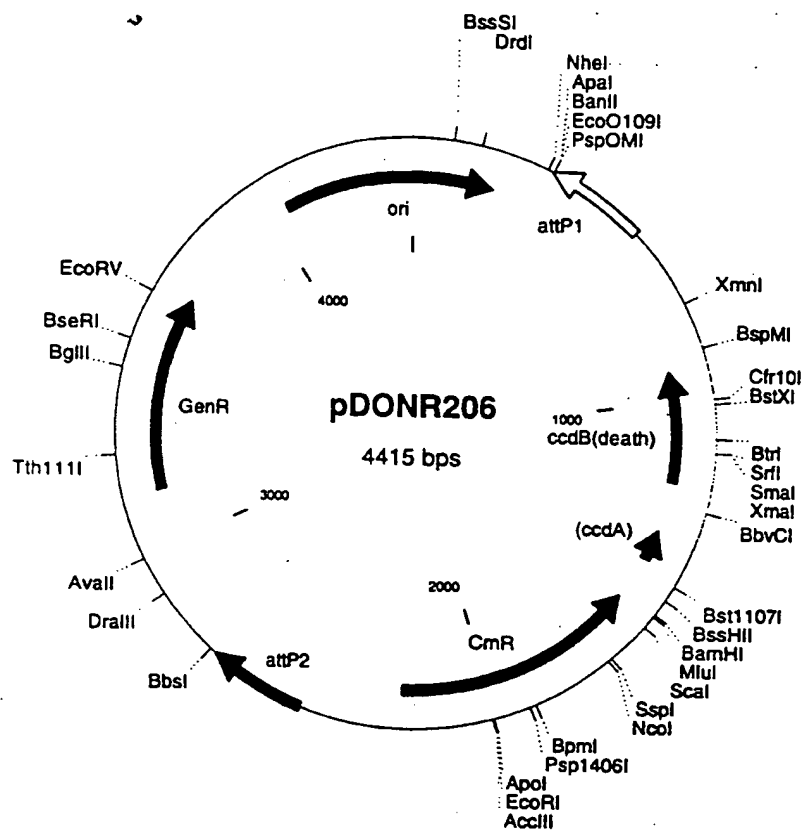 BssSI
DrdI
NheI
ApaI
BanII
EcoO109I
PspOMI
ori
attP1
EcoRV
4000
XmnI
BseRI
BspMI
BglII
Cfr10I
GenR
pDONR206
1000
BstXI
ccdB(death)
4415 bps
BtrI
Tth111I
SrfI
3000
SmaI
XmaI
(ccdA)
BbvCI
AvaII
2000
DraIII
CmR
Bst1107I
BssHII
BamHI
attP2
MluI
BbsI
ScaI
SspI
NcoI
BpmI
Psp1406I
ApoI
EcoRI
AccIII